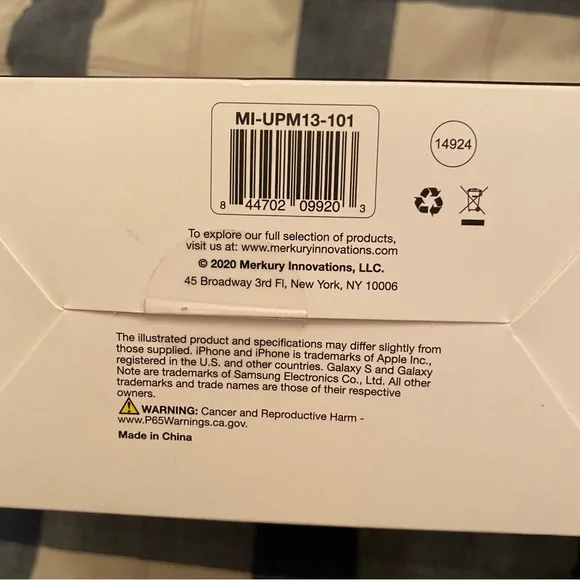 MI-UPM13-101
14924
8 44702 09920 3
To explore our full selection of products,
visit us at: www.merkuryinnovations.com
© 2020 Merkury Innovations, LLC.
45 Broadway 3rd Fl, New York, NY 10006
The illustrated product and specifications may differ slightly from
those supplied. iPhone and iPhone is trademarks of Apple Inc.,
registered in the U.S. and other countries. Galaxy S and Galaxy
Note are trademarks of Samsung Electronics Co., Ltd. All other
trademarks and trade names are those of their respective
owners.
WARNING: Cancer and Reproductive Harm -
www.P65Warnings.ca.gov.
Made in China